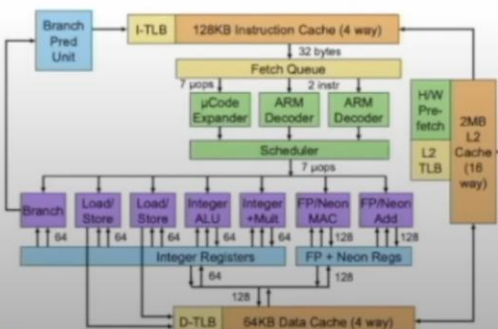 Branch
Pred
Unit
I-TLB
128KB Instruction Cache (4 way)
32 bytes
Fetch Queue
7 µops
2 instr
µCode
Expander
ARM
Decoder
ARM
Decoder
H/W
Pre-
fetch
L2
TLB
2MB
L2
Cache
(16
way)
Scheduler
7 µops
Branch
Load/
Store
Load/
Store
Integer
ALU
Integer
+Mult
FP/Neon
MAC
FP/Neon
Add
64
64
64
64
64
128
128
Integer Registers
FP + Neon Regs
64
128
128
D-TLB
64KB Data Cache (4 way)